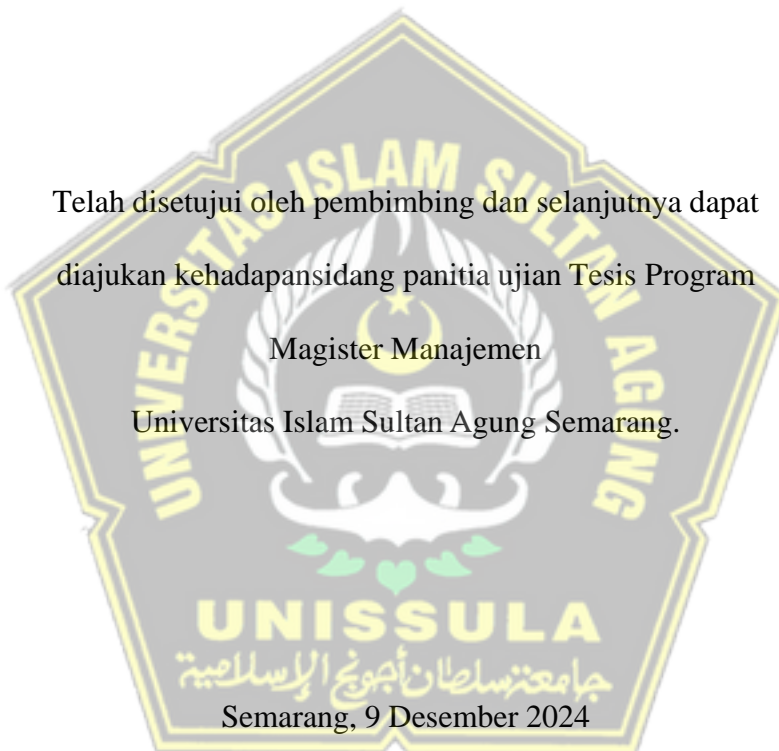 UNIVERSITAS ISLAM SULTAN AGUNG
Telah disetujui oleh pembimbing dan selanjutnya dapat
diajukan kehadapansidang panitia ujian Tesis Program
Magister Manajemen
Universitas Islam Sultan Agung Semarang.
UNISSULA
جامعة سلطان أجونج الإسلامية
Semarang, 9 Desember 2024